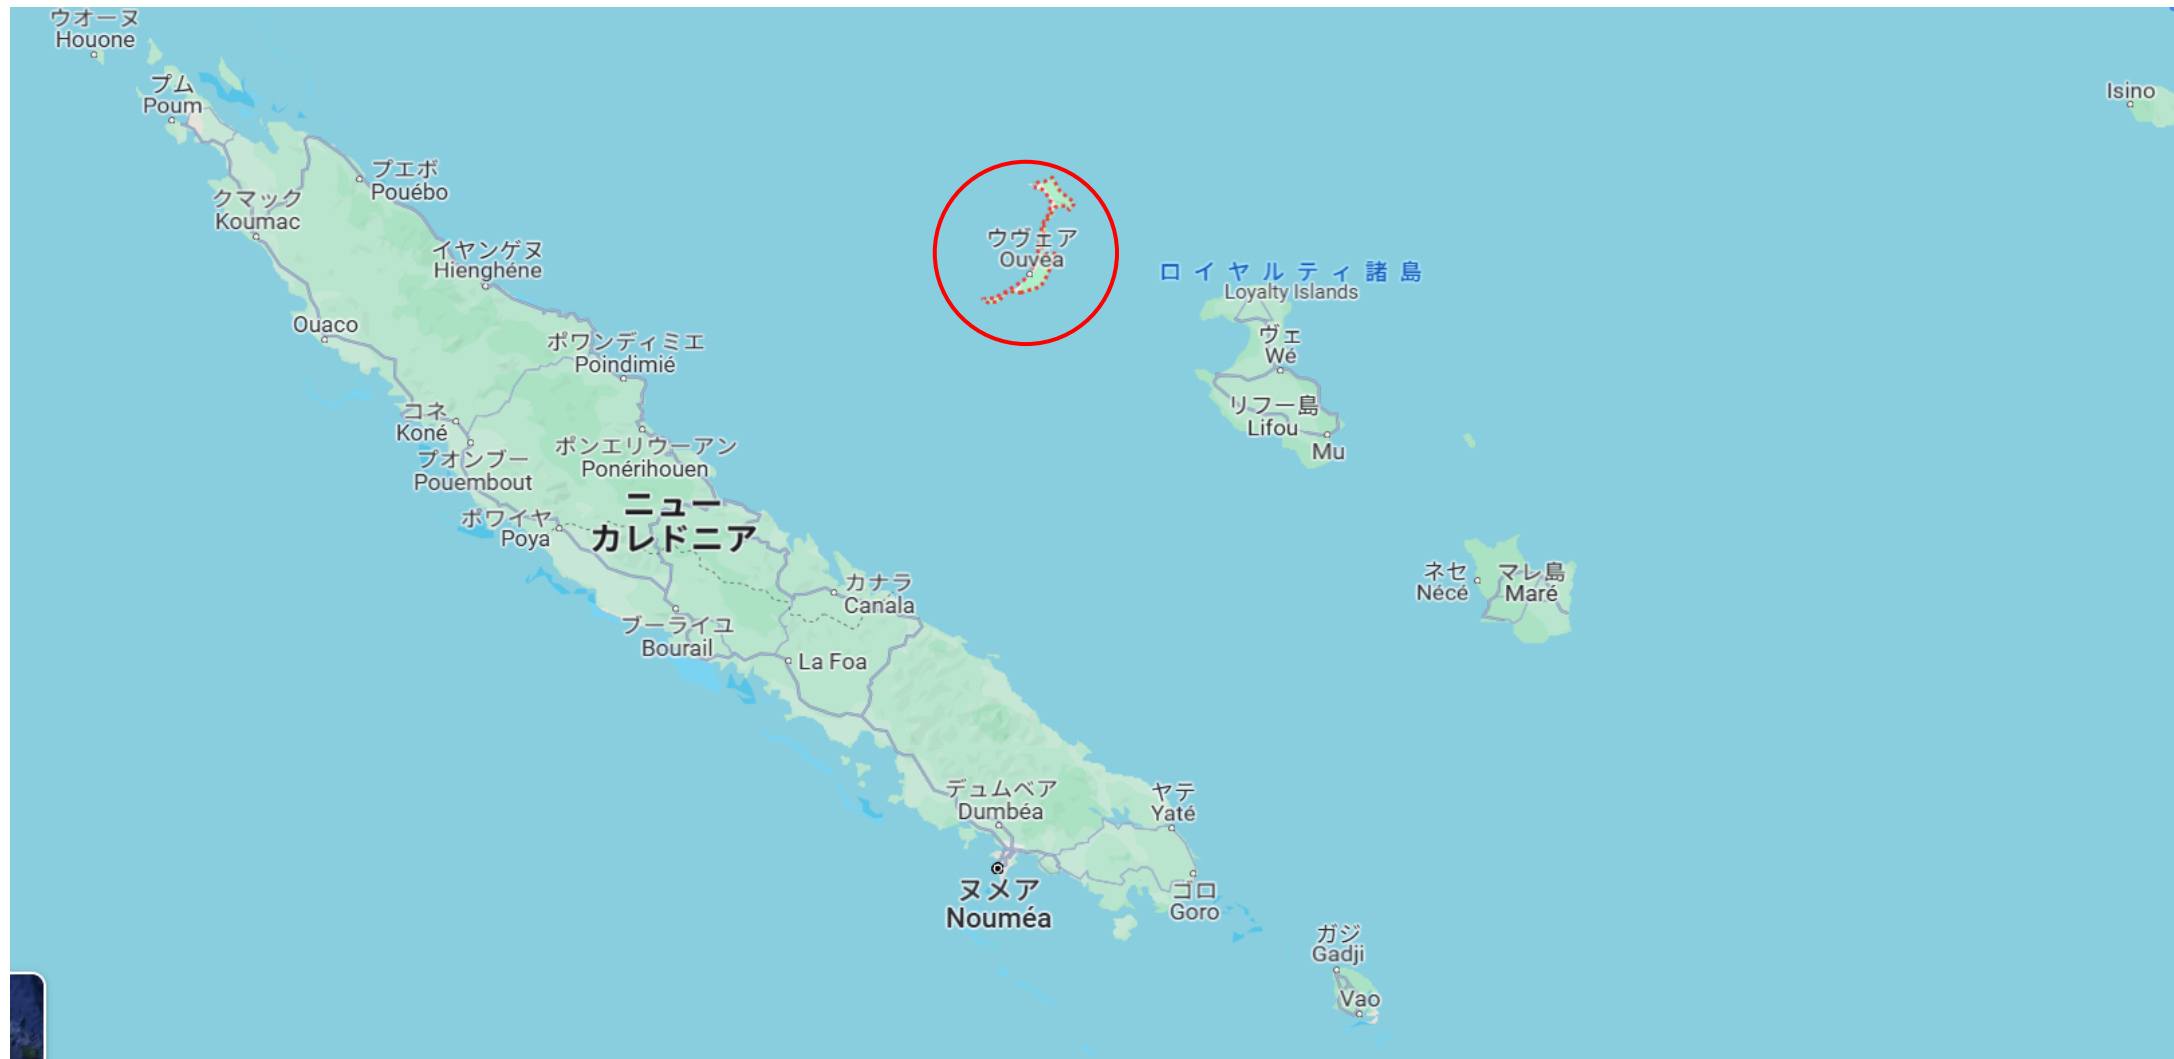 ウオーヌ
Houone
プム
Poum
Isino
プエボ
Pouébo
クマック
Koumac
イヤンゲヌ
Hienghéne
ウヴェア
Ouvéa
ロイヤルティ諸島
Loyalty Islands
Ouaco
ポワンディミエ
Poindimié
ヴェ
Wé
コネ
Koné
リフー島
Lifou
Mu
ポンエリウーアン
Ponérihouen
プオンブー
Pouembout
ニュー
カレドニア
ポワイヤ
Poya
ネセ
Nécé
マレ島
Maré
カナラ
Canala
ブーライユ
Bourail
La Foa
デュムベア
Dumbéa
ヤテ
Yaté
ヌメア
Nouméa
ゴロ
Goro
ガジ
Gadji
Vao